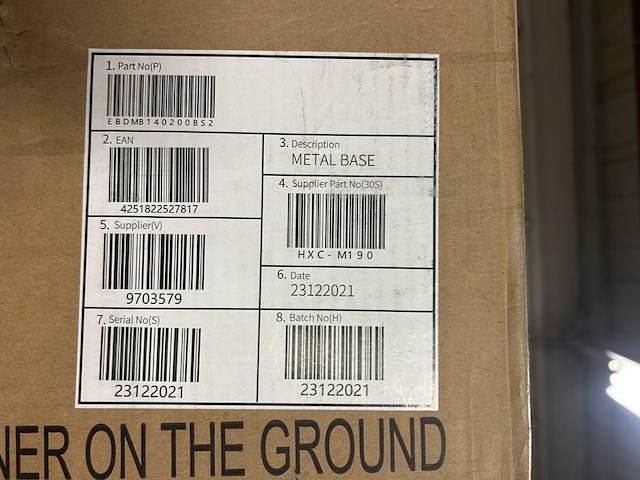 1. Part No(P)
EBDMB140200BS2
2. EAN
4251822527817
3. Description
METAL BASE
4. Supplier Part No(30S)
HXC-M190
5. Supplier(V)
9703579
6. Date
23122021
7. Serial No(S)
23122021
8. Batch No(H)
23122021
NER ON THE GROUND